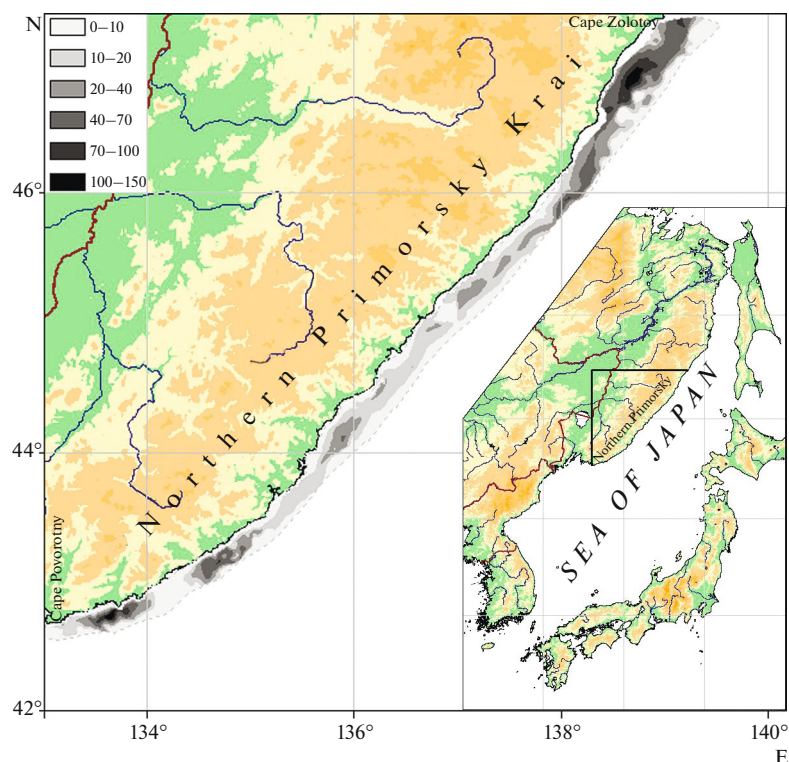 N
Cape Zolotoy
0–10
10–20
20–40
40–70
70–100
100–150
46°
44°
42°
Northern Primorsky Krai
Cape Povorotny
Northern Primorsky
SEA OF JAPAN
134°
136°
138°
140°
E